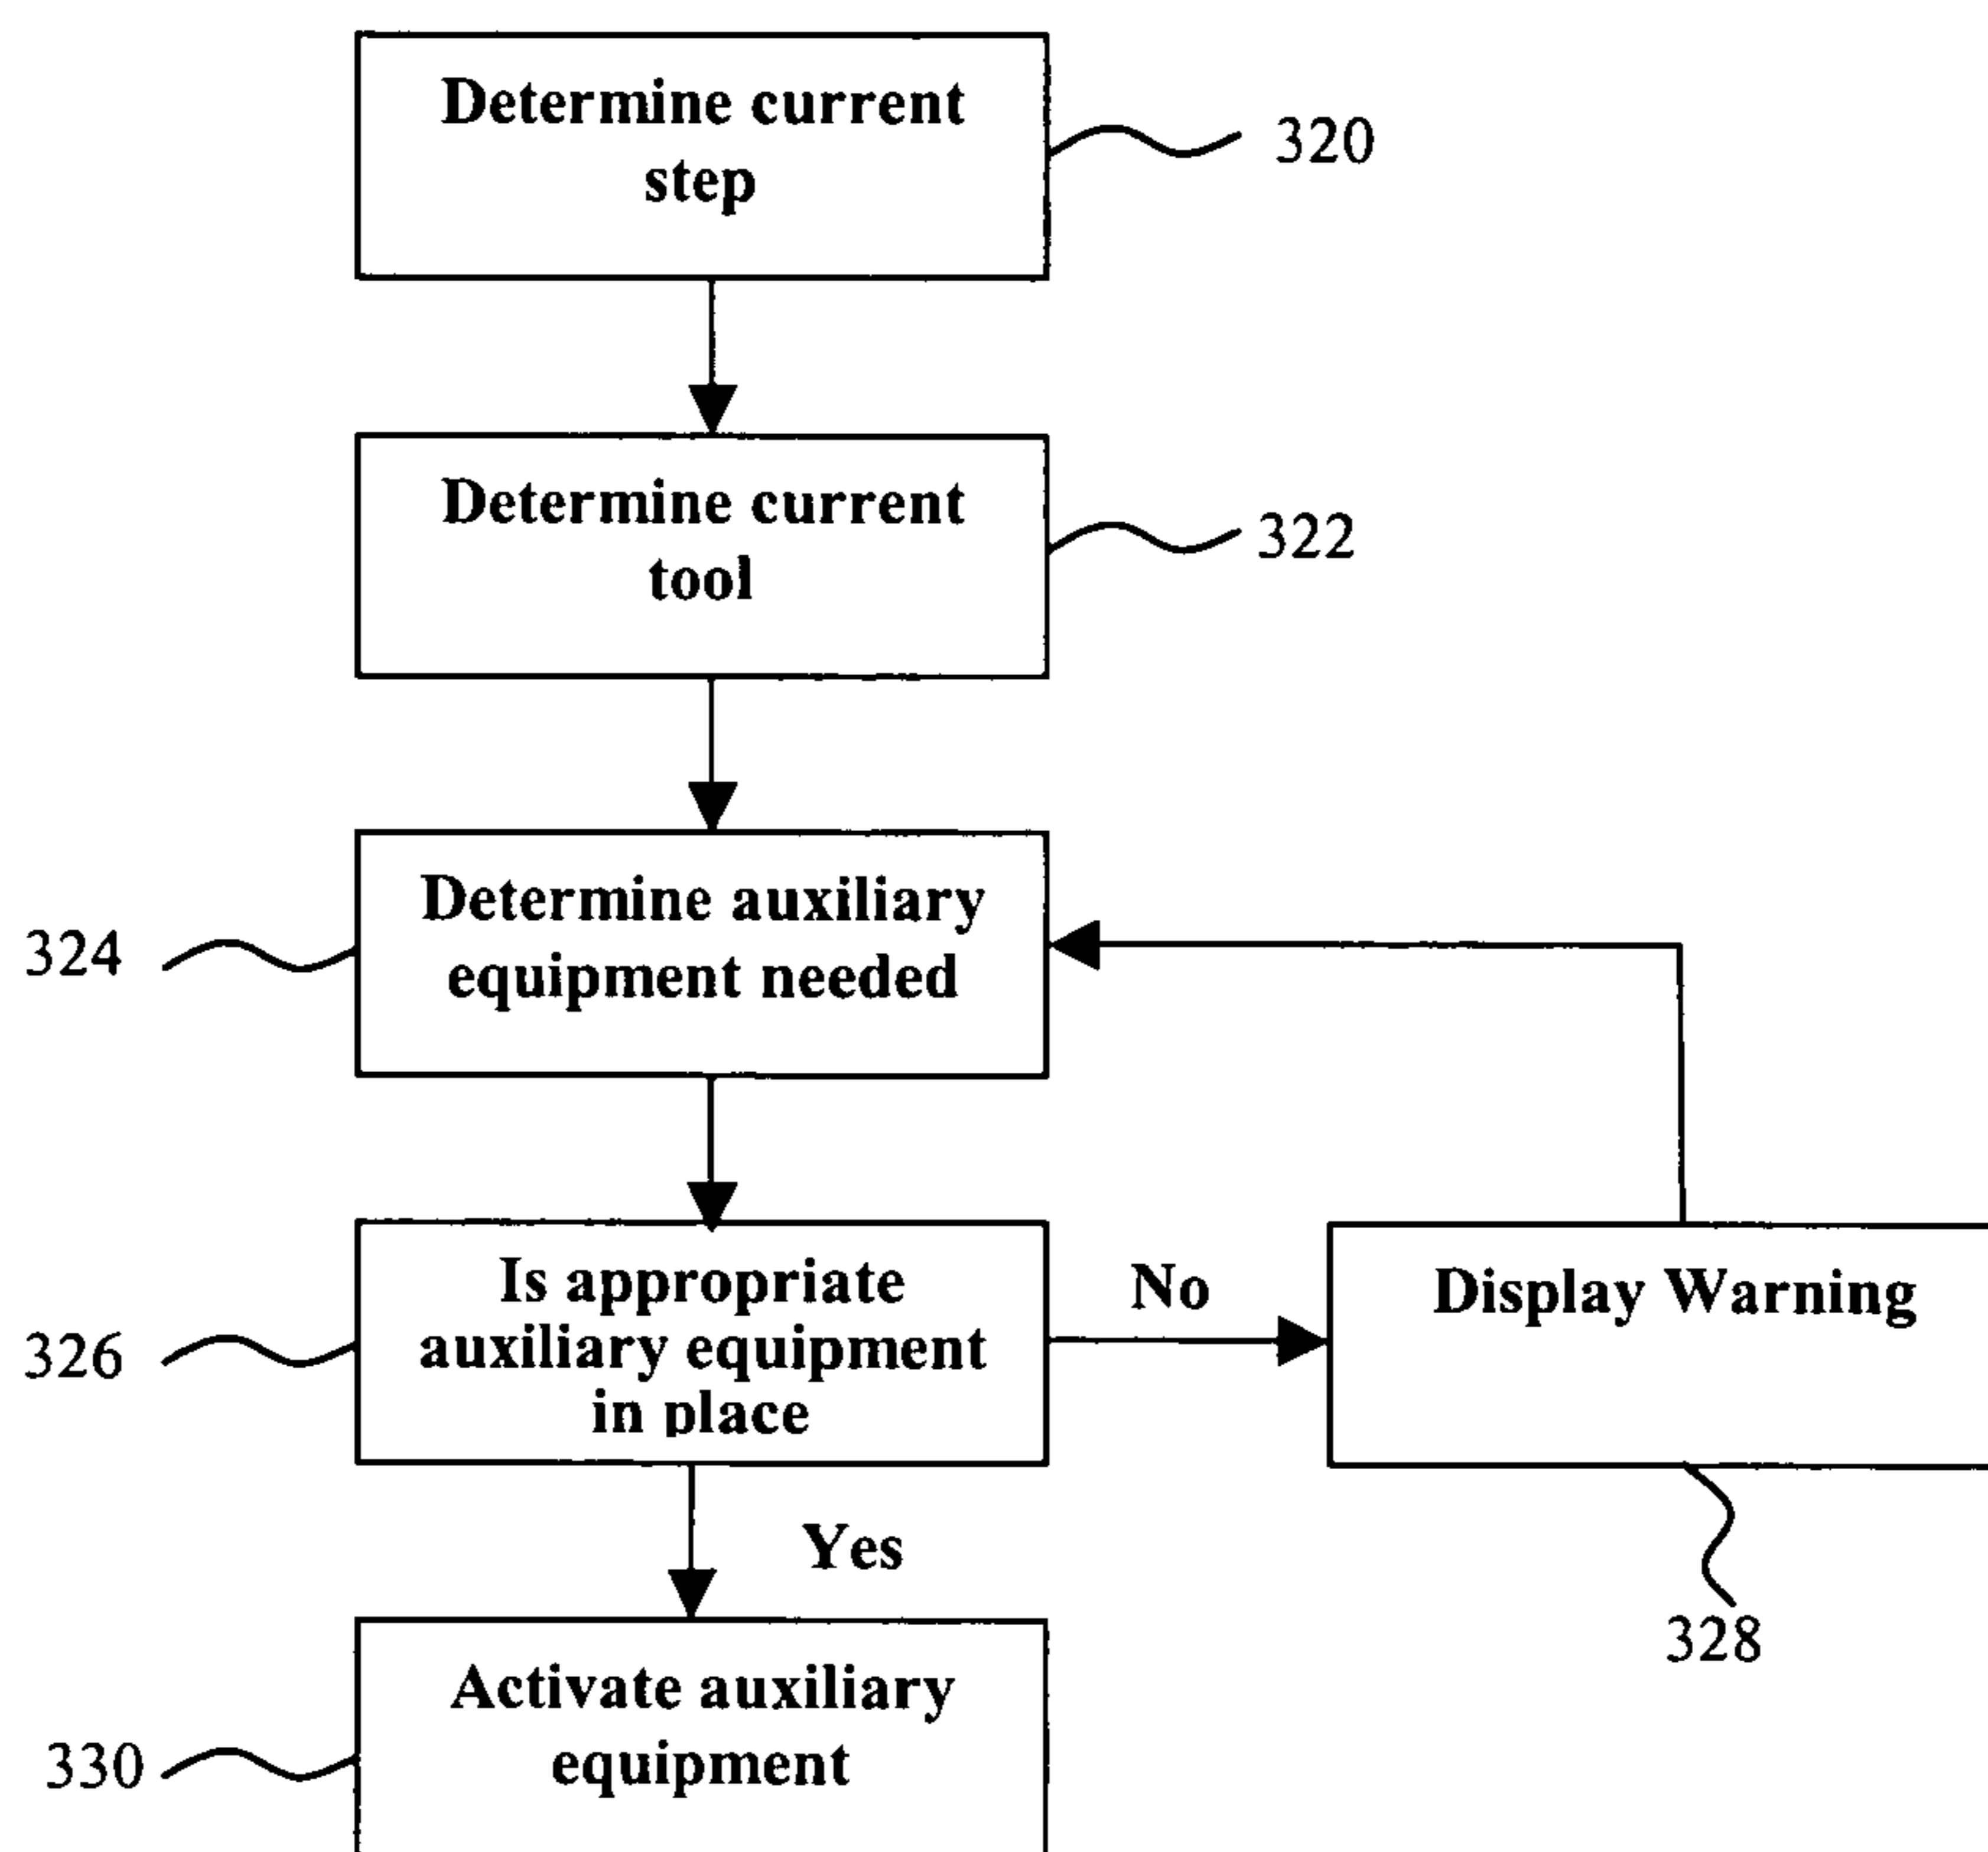 Determine current
step
320
Determine current
tool
322
Determine auxiliary
equipment needed
324
Is appropriate
auxiliary equipment
in place
326
No
Display Warning
328
Yes
Activate auxiliary
equipment
330